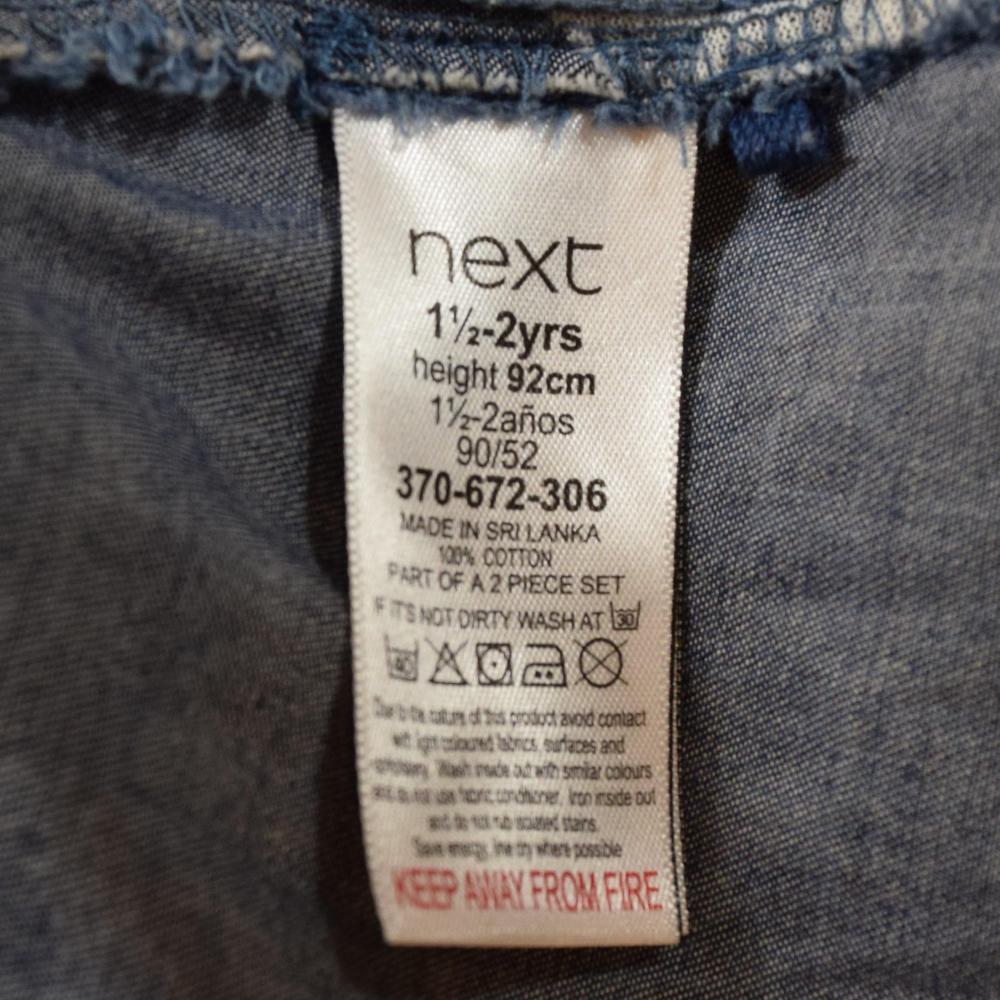 next
1½-2yrs
height 92cm
1½-2años
90/52
370-672-306
MADE IN SRI LANKA
100% COTTON
PART OF A 2 PIECE SET
IF IT'S NOT DIRTY WASH AT 30
40
Due to the nature of this product avoid contact
with light coloured fabrics, surfaces and
upholstery. Wash inside out with similar colours
and do not use fabric conditioner. Iron inside out
and do not rub isolated stains.
Save energy, line dry where possible
KEEP AWAY FROM FIRE